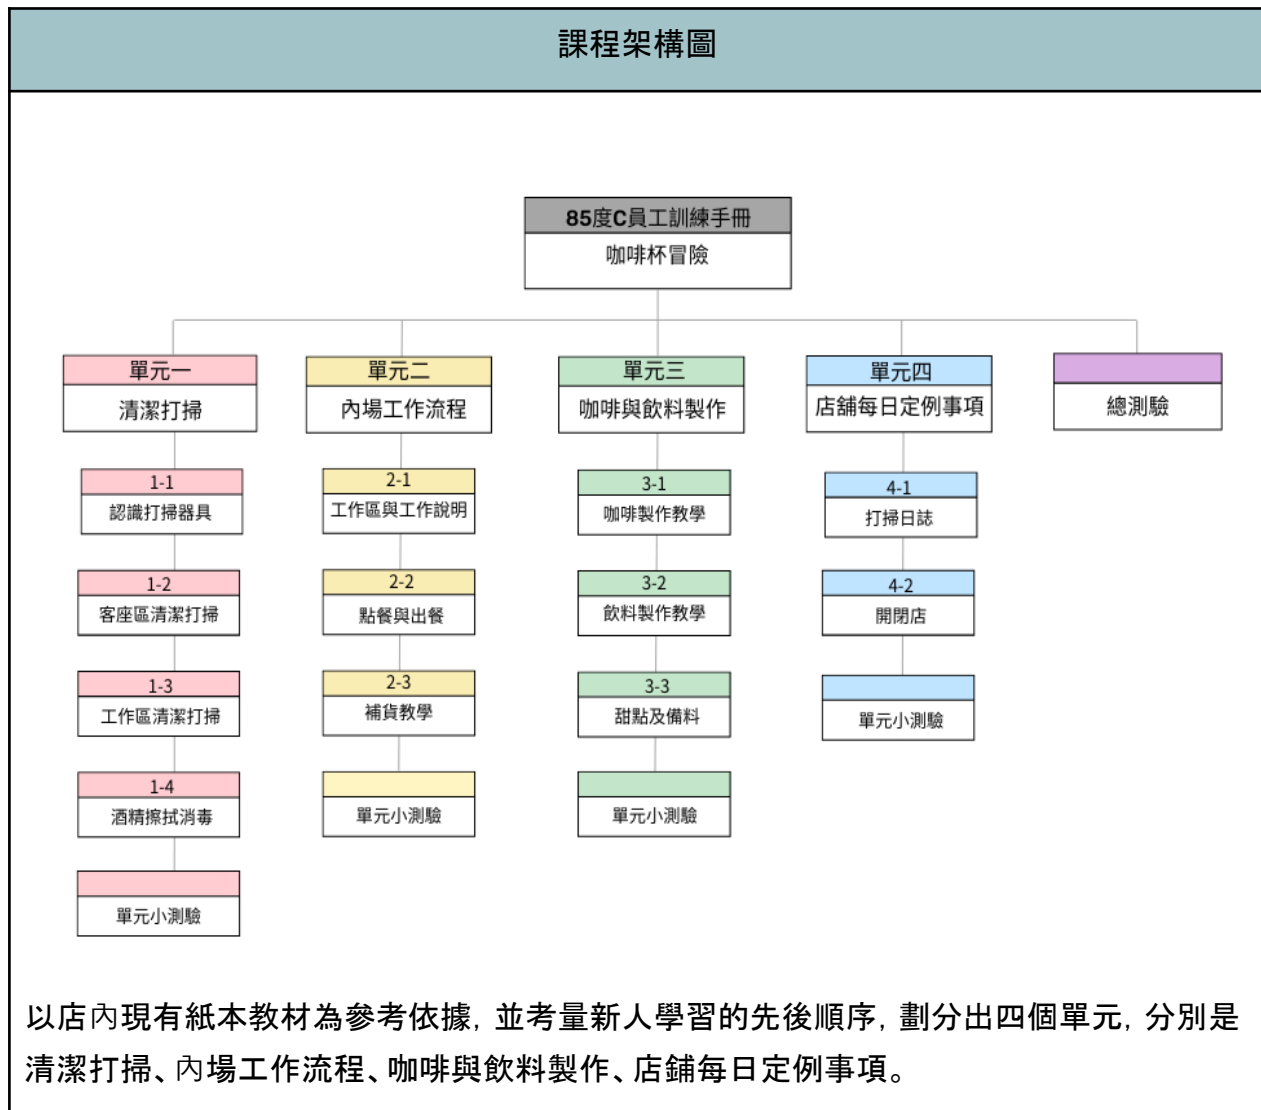 課程架構圖
85度C員工訓練手冊
咖啡杯冒險
單元一
清潔打掃
1-1
認識打掃器具
1-2
客座區清潔打掃
1-3
工作區清潔打掃
1-4
酒精擦拭消毒
單元小測驗
單元二
內場工作流程
2-1
工作區與工作說明
2-2
點餐與出餐
2-3
補貨教學
單元小測驗
單元三
咖啡與飲料製作
3-1
咖啡製作教學
3-2
飲料製作教學
3-3
甜點及備料
單元小測驗
單元四
店舖每日定例事項
4-1
打掃日誌
4-2
開閉店
單元小測驗
總測驗
以店內現有紙本教材為參考依據, 並考量新人學習的先後順序, 劃分出四個單元, 分別是
清潔打掃、內場工作流程、咖啡與飲料製作、店鋪每日定例事項。